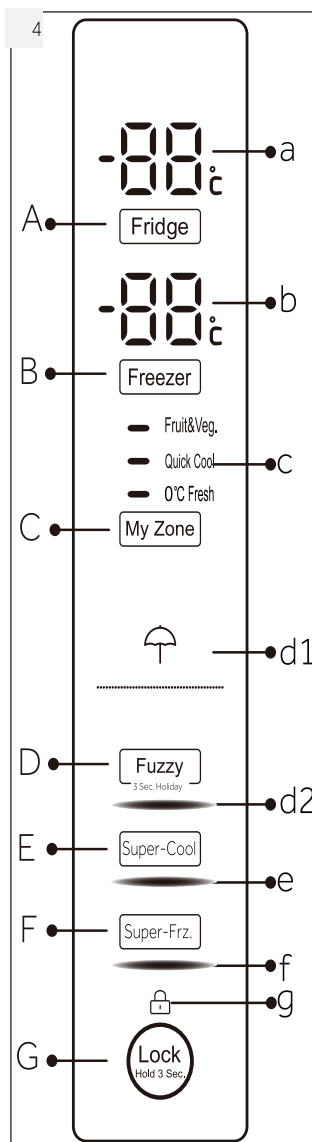 4
-88°C a
A Fridge
-88°C b
B Freezer
Fruit&Veg.
Quick Cool c
0°C Fresh
C My Zone
d1
D Fuzzy
3 Sec. Holiday
d2
E Super-Cool
e
F Super-Frz.
f
g
G Lock
Hold 3 Sec.